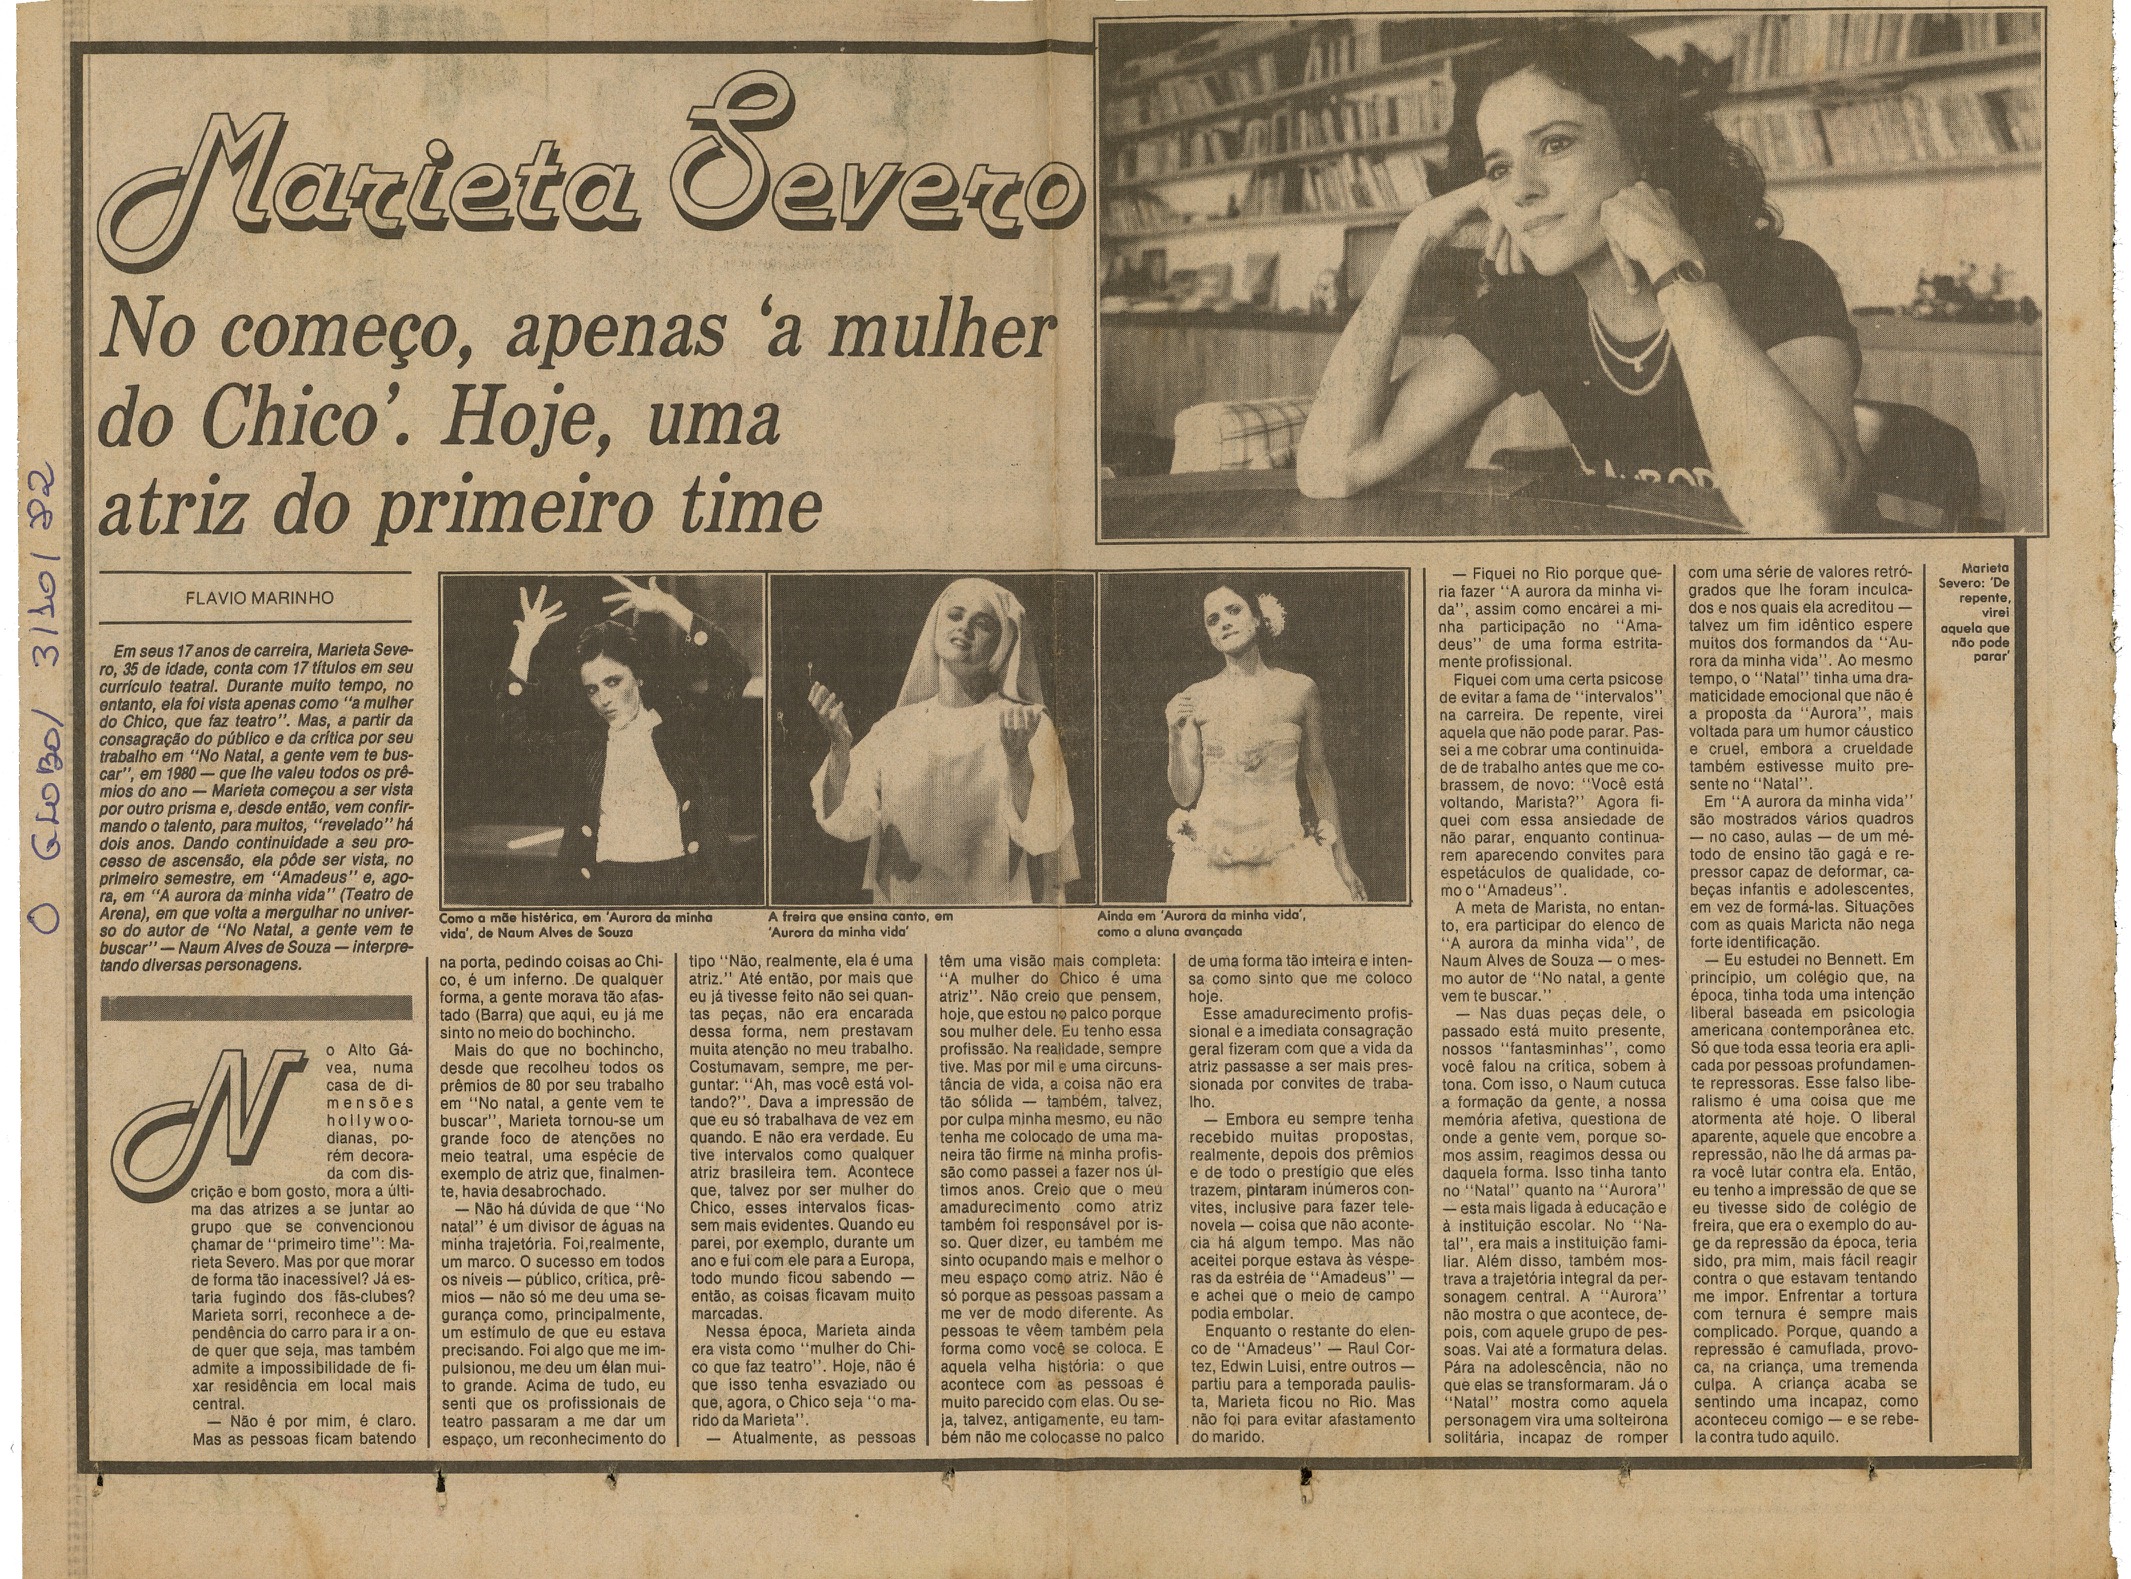 Marieta Severo
No começo, apenas 'a mulher
do Chico'. Hoje, uma
atriz do primeiro time
O GLOBO / 31/10/82
FLAVIO MARINHO
Em seus 17 anos de carreira, Marieta Seve-
ro, 35 de idade, conta com 17 títulos em seu
currículo teatral. Durante muito tempo, no
entanto, ela foi vista apenas como "a mulher
do Chico, que faz teatro". Mas, a partir da
consagração do público e da crítica por seu
trabalho em "No Natal, a gente vem te bus-
car", em 1980 — que lhe valeu todos os prê-
mios do ano — Marieta começou a ser vista
por outro prisma e, desde então, vem confir-
mando o talento, para muitos, "revelado" há
dois anos. Dando continuidade a seu pro-
cesso de ascensão, ela pôde ser vista, no
primeiro semestre, em "Amadeus" e, ago-
ra, em "A aurora da minha vida" (Teatro de
Arena), em que volta a mergulhar no univer-
so do autor de "No Natal, a gente vem te
buscar" — Naum Alves de Souza — interpre-
tando diversas personagens.
Como a mãe histérica, em 'Aurora da minha
vida', de Naum Alves de Souza
A freira que ensina canto, em
'Aurora da minha vida'
Ainda em 'Aurora da minha vida',
como a aluna avançada
Marieta
Severo: 'De
repente,
virei
aquela que
não pode
parar'
No Alto Gá-
vea, numa
casa de di-
mensões
hollywoo-
dianas, po-
rém decora-
da com dis-
crição e bom gosto, mora a últi-
ma das atrizes a se juntar ao
grupo que se convencionou
chamar de "primeiro time": Ma-
rieta Severo. Mas por que morar
de forma tão inacessível? Já es-
taria fugindo dos fãs-clubes?
Marieta sorri, reconhece a de-
pendência do carro para ir a on-
de quer que seja, mas também
admite a impossibilidade de fi-
xar residência em local mais
central.
— Não é por mim, é claro.
Mas as pessoas ficam batendo
na porta, pedindo coisas ao Chi-
co, é um inferno. De qualquer
forma, a gente morava tão afas-
tado (Barra) que aqui, eu já me
sinto no meio do bochincho.
Mais do que no bochincho,
desde que recolheu todos os
prêmios de 80 por seu trabalho
em "No natal, a gente vem te
buscar", Marieta tornou-se um
grande foco de atenções no
meio teatral, uma espécie de
exemplo de atriz que, finalmen-
te, havia desabrochado.
— Não há dúvida de que "No
natal" é um divisor de águas na
minha trajetória. Foi, realmente,
um marco. O sucesso em todos
os níveis — público, crítica, prê-
mios — não só me deu uma se-
gurança como, principalmente,
um estímulo de que eu estava
precisando. Foi algo que me im-
pulsionou, me deu um élan mui-
to grande. Acima de tudo, eu
senti que os profissionais de
teatro passaram a me dar um
espaço, um reconhecimento do
tipo "Não, realmente, ela é uma
atriz." Até então, por mais que
eu já tivesse feito não sei quan-
tas peças, não era encarada
dessa forma, nem prestavam
muita atenção no meu trabalho.
Costumavam, sempre, me per-
guntar: "Ah, mas você está vol-
tando?". Dava a impressão de
que eu só trabalhava de vez em
quando. E não era verdade. Eu
tive intervalos como qualquer
atriz brasileira tem. Acontece
que, talvez por ser mulher do
Chico, esses intervalos ficas-
sem mais evidentes. Quando eu
parei, por exemplo, durante um
ano e fui com ele para a Europa,
todo mundo ficou sabendo —
então, as coisas ficavam muito
marcadas.
Nessa época, Marieta ainda
era vista como "mulher do Chi-
co que faz teatro". Hoje, não é
que isso tenha esvaziado ou
que, agora, o Chico seja "o ma-
rido da Marieta".
— Atualmente, as pessoas
têm uma visão mais completa:
"A mulher do Chico é uma
atriz". Não creio que pensem,
hoje, que estou no palco porque
sou mulher dele. Eu tenho essa
profissão. Na realidade, sempre
tive. Mas por mil e uma circuns-
tância de vida, a coisa não era
tão sólida — também, talvez,
por culpa minha mesmo, eu não
tenha me colocado de uma ma-
neira tão firme na minha profis-
são como passei a fazer nos úl-
timos anos. Creio que o meu
amadurecimento como atriz
também foi responsável por is-
so. Quer dizer, eu também me
sinto ocupando mais e melhor o
meu espaço como atriz. Não é
só porque as pessoas passam a
me ver de modo diferente. As
pessoas te vêem também pela
forma como você se coloca. E
aquela velha história: o que
acontece com as pessoas é
muito parecido com elas. Ou se-
ja, talvez, antigamente, eu tam-
bém não me colocasse no palco
de uma forma tão inteira e inten-
sa como sinto que me coloco
hoje.
Esse amadurecimento profis-
sional e a imediata consagração
geral fizeram com que a vida da
atriz passasse a ser mais pres-
sionada por convites de traba-
lho.
— Embora eu sempre tenha
recebido muitas propostas,
realmente, depois dos prêmios
e de todo o prestígio que eles
trazem, pintaram inúmeros con-
vites, inclusive para fazer tele-
novela — coisa que não aconte-
cia há algum tempo. Mas não
aceitei porque estava às véspe-
ras da estréia de "Amadeus" —
e achei que o meio de campo
podia embolar.
Enquanto o restante do elen-
co de "Amadeus" — Raul Cor-
tez, Edwin Luisi, entre outros —
partiu para a temporada paulis-
ta, Marieta ficou no Rio. Mas
não foi para evitar afastamento
do marido.
— Fiquei no Rio porque que-
ria fazer "A aurora da minha vi-
da", assim como encarei a mi-
nha participação no "Ama-
deus" de uma forma estrita-
mente profissional.
Fiquei com uma certa psicose
de evitar a fama de "intervalos"
na carreira. De repente, virei
aquela que não pode parar. Pas-
sei a me cobrar uma continuida-
de de trabalho antes que me co-
brassem, de novo: "Você está
voltando, Marista?" Agora fi-
quei com essa ansiedade de
não parar, enquanto continua-
rem aparecendo convites para
espetáculos de qualidade, co-
mo o "Amadeus".
A meta de Marista, no entan-
to, era participar do elenco de
"A aurora da minha vida", de
Naum Alves de Souza — o mes-
mo autor de "No natal, a gente
vem te buscar."
— Nas duas peças dele, o
passado está muito presente,
nossos "fantasminhas", como
você falou na crítica, sobem à
tona. Com isso, o Naum cutuca
a formação da gente, a nossa
memória afetiva, questiona de
onde a gente vem, porque so-
mos assim, reagimos dessa ou
daquela forma. Isso tinha tanto
no "Natal" quanto na "Aurora"
— esta mais ligada à educação e
à instituição escolar. No "Na-
tal", era mais a instituição fami-
liar. Além disso, também mos-
trava a trajetória integral da per-
sonagem central. A "Aurora"
não mostra o que acontece, de-
pois, com aquele grupo de pes-
soas. Vai até a formatura delas.
Pára na adolescência, não no
que elas se transformaram. Já o
"Natal" mostra como aquela
personagem vira uma solteirona
solitária, incapaz de romper
com uma série de valores retró-
grados que lhe foram inculca-
dos e nos quais ela acreditou —
talvez um fim idêntico espere
muitos dos formandos da "Au-
rora da minha vida". Ao mesmo
tempo, o "Natal" tinha uma dra-
maticidade emocional que não é
a proposta da "Aurora", mais
voltada para um humor cáustico
e cruel, embora a crueldade
também estivesse muito pre-
sente no "Natal".
Em "A aurora da minha vida"
são mostrados vários quadros
— no caso, aulas — de um mé-
todo de ensino tão gagá e re-
pressor capaz de deformar, ca-
beças infantis e adolescentes,
em vez de formá-las. Situações
com as quais Maricta não nega
forte identificação.
— Eu estudei no Bennett. Em
princípio, um colégio que, na
época, tinha toda uma intenção
liberal baseada em psicologia
americana contemporânea etc.
Só que toda essa teoria era apli-
cada por pessoas profundamen-
te repressoras. Esse falso libe-
ralismo é uma coisa que me
atormenta até hoje. O liberal
aparente, aquele que encobre a
repressão, não lhe dá armas pa-
ra você lutar contra ela. Então,
eu tenho a impressão de que se
eu tivesse sido de colégio de
freira, que era o exemplo do au-
ge da repressão da época, teria
sido, pra mim, mais fácil reagir
contra o que estavam tentando
me impor. Enfrentar a tortura
com ternura é sempre mais
complicado. Porque, quando a
repressão é camuflada, provo-
ca, na criança, uma tremenda
culpa. A criança acaba se
sentindo uma incapaz, como
aconteceu comigo — e se rebe-
la contra tudo aquilo.